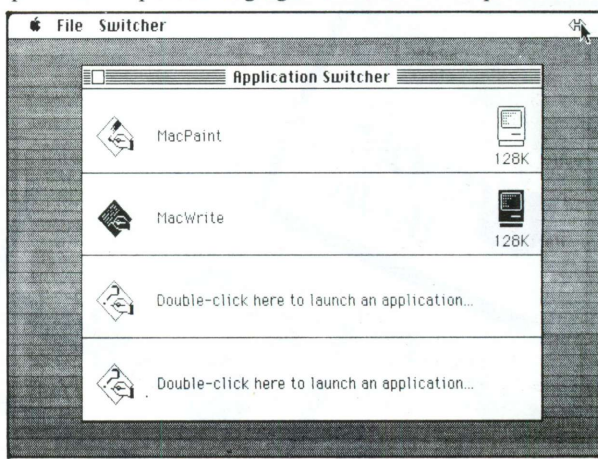 File Switcher
Application Switcher
MacPaint
128K
MacWrite
128K
Double-click here to launch an application...
Double-click here to launch an application...